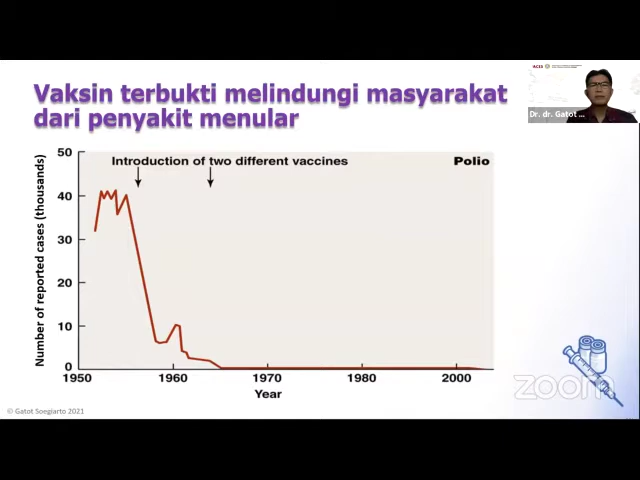 Vaksin terbukti melindungi masyarakat
dari penyakit menular
Dr. dr. Gatot ...
Introduction of two different vaccines
Polio
Number of reported cases (thousands)
50
40
30
20
10
0
1950
1960
1970
1980
1990
2000
Year
zoom
© Gatot Soegiarto 2021